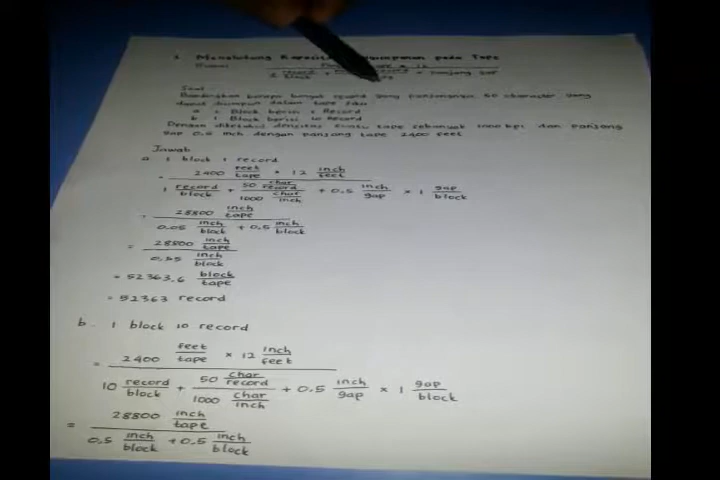 1. Menghitung Kapasitas Penyimpanan pada Tape
Soal
Bandingkan berapa banyak record yang panjangnya 50 character yang
dapat disimpan dalam tape jika
a 1 Block berisi 1 Record
b 1 Block berisi 10 Record
Dengan diketahui densitas suatu tape sebanyak 1000 bpi dan panjang
gap 0.5 inch dengan panjang tape 2400 feet
Jawab
a 1 block 1 record
= 2400 feet/tape × 12 inch/feet
1 record/block + 50 char/record / 1000 char/inch + 0.5 inch/gap × 1 gap/block
= 28800 inch/tape
0.05 inch/block + 0.5 inch/block
= 28800 inch/tape
0.55 inch/block
= 52363,6 block/tape
= 52363 record
b. 1 block 10 record
= 2400 feet/tape × 12 inch/feet
10 record/block + 50 char/record / 1000 char/inch + 0.5 inch/gap × 1 gap/block
= 28800 inch/tape
0.5 inch/block + 0.5 inch/block